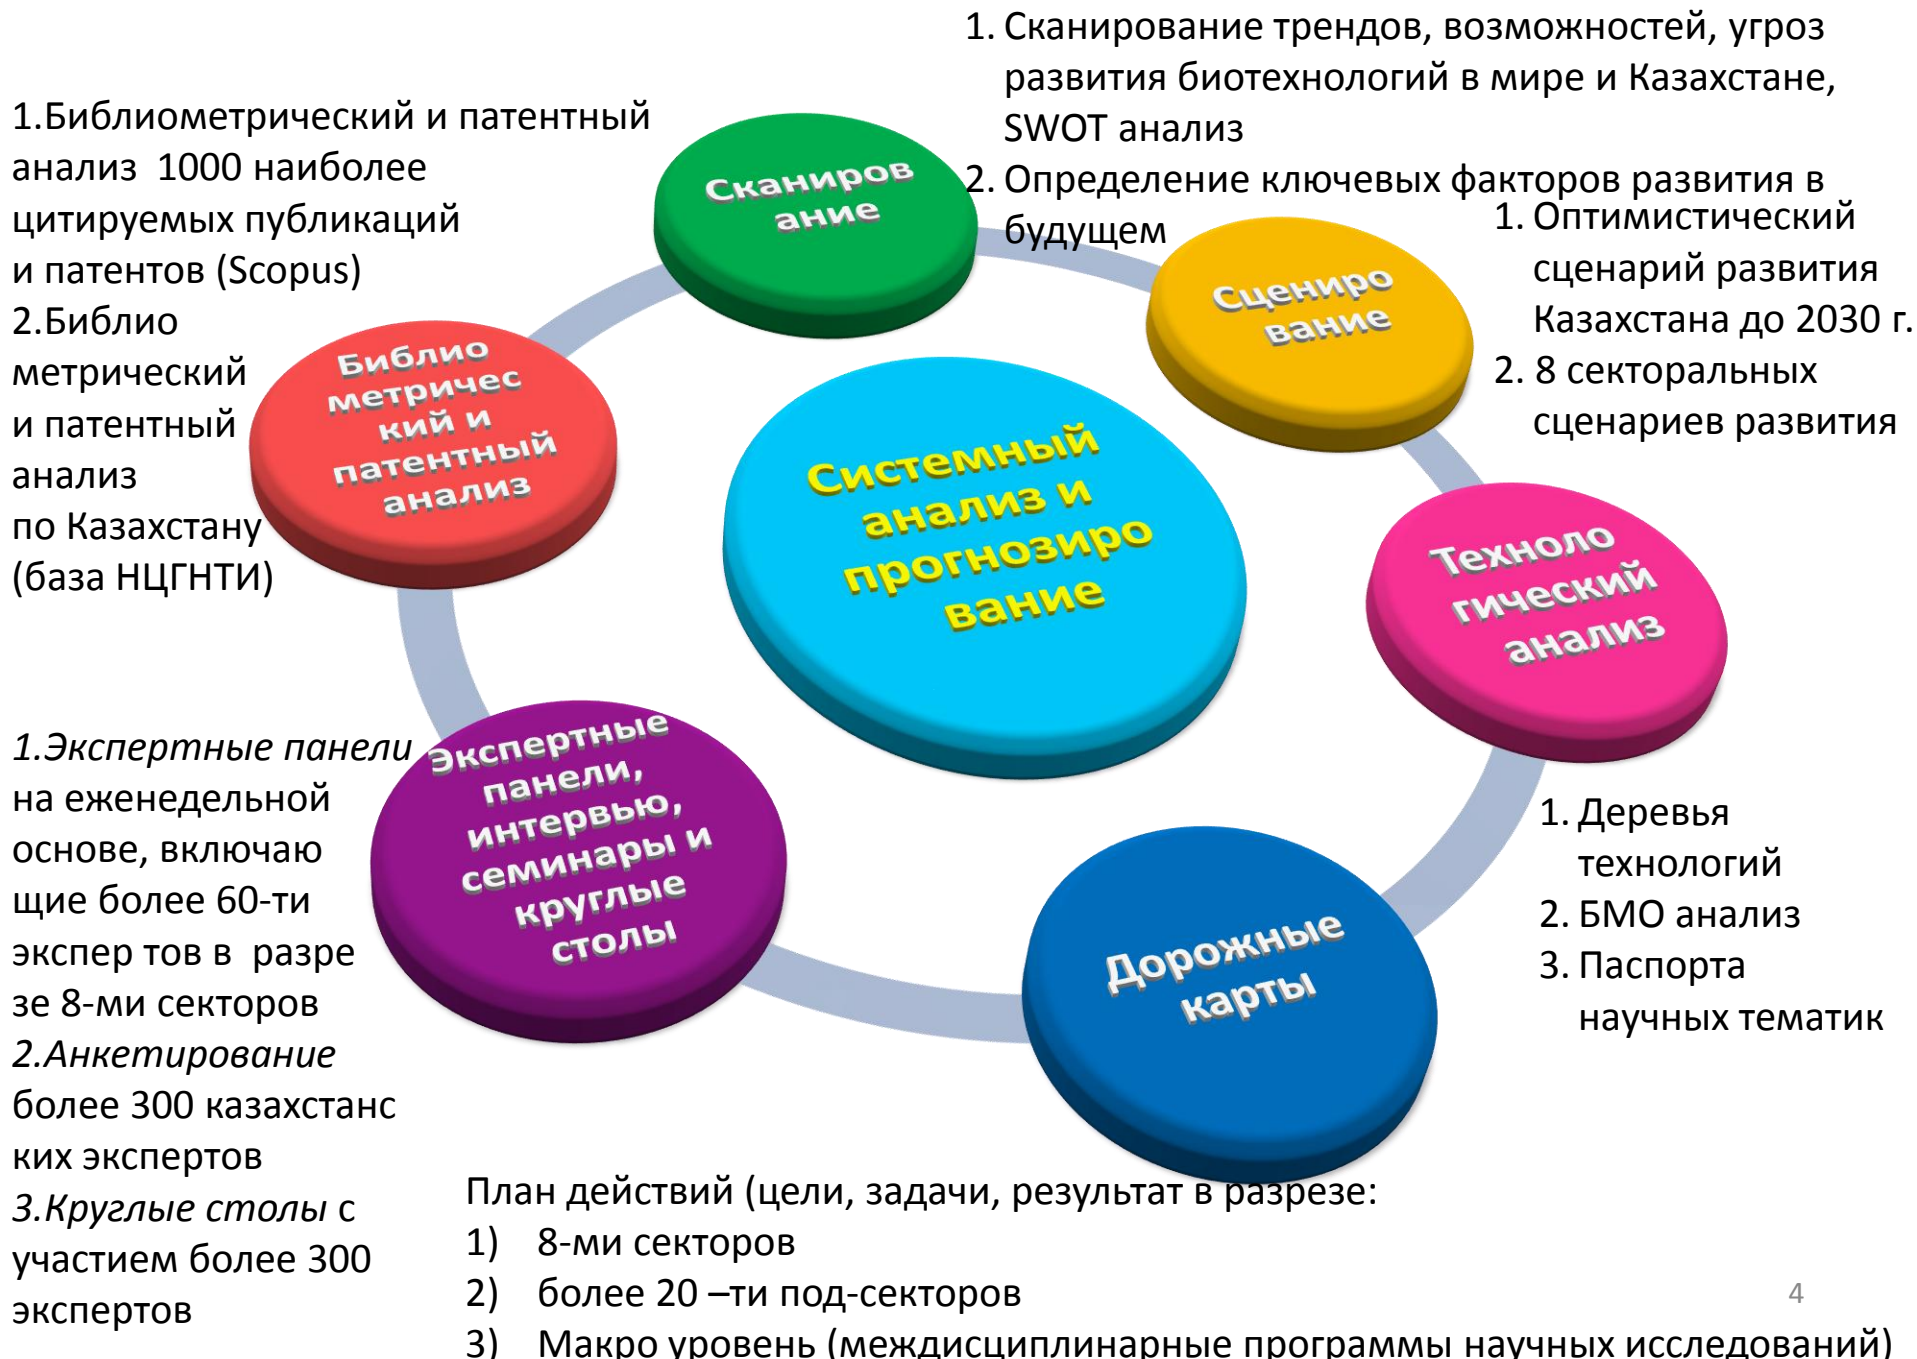 1. Сканирование трендов, возможностей, угроз
развития биотехнологий в мире и Казахстане,
SWOT анализ
2. Определение ключевых факторов развития в
будущем
1.Библиометрический и патентный
анализ 1000 наиболее
цитируемых публикаций
и патентов (Scopus)
2.Библио
метрический
и патентный
анализ
по Казахстану
(база НЦГНТИ)
Сканиров
ание
Сцениро
вание
1. Оптимистический
сценарий развития
Казахстана до 2030 г.
2. 8 секторальных
сценариев развития
Библио
метричес
кий и
патентный
анализ
Системный
анализ и
прогнозиро
вание
Техноло
гический
анализ
1.Экспертные панели
на еженедельной
основе, включаю
щие более 60-ти
экспер тов в разре
зе 8-ми секторов
2.Анкетирование
более 300 казахстанс
ких экспертов
3.Круглые столы с
участием более 300
экспертов
Экспертные
панели,
интервью,
семинары и
круглые
столы
Дорожные
карты
1. Деревья
технологий
2. БМО анализ
3. Паспорта
научных тематик
План действий (цели, задачи, результат в разрезе:
1) 8-ми секторов
2) более 20 –ти под-секторов
3) Макро уровень (междисциплинарные программы научных исследований)
4